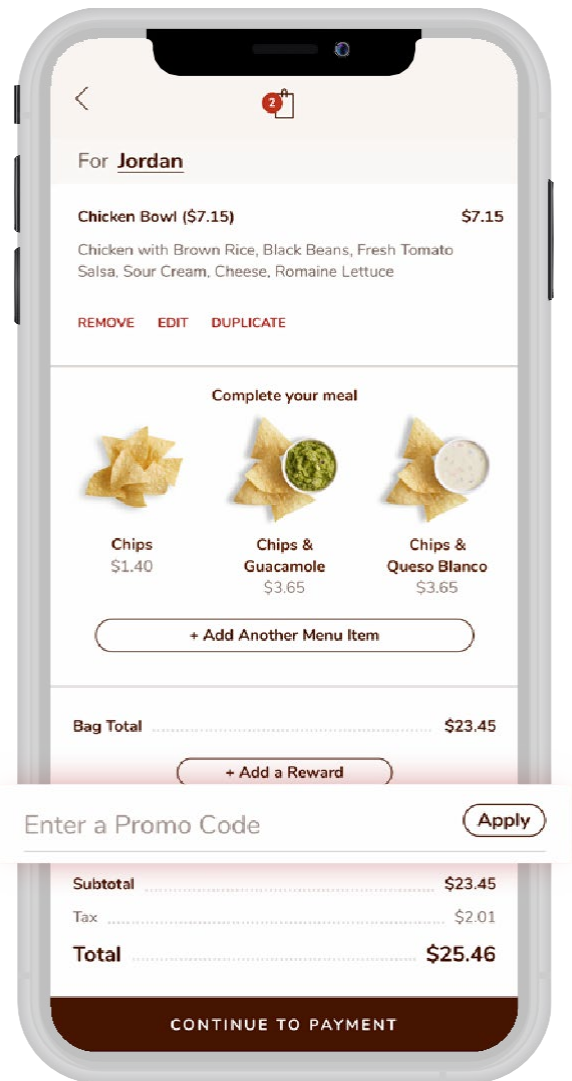 2
For Jordan
Chicken Bowl ($7.15) $7.15
Chicken with Brown Rice, Black Beans, Fresh Tomato
Salsa, Sour Cream, Cheese, Romaine Lettuce
REMOVE EDIT DUPLICATE
Complete your meal
Chips
$1.40
Chips &
Guacamole
$3.65
Chips &
Queso Blanco
$3.65
+ Add Another Menu Item
Bag Total $23.45
+ Add a Reward
Enter a Promo Code Apply
Subtotal $23.45
Tax $2.01
Total $25.46
CONTINUE TO PAYMENT